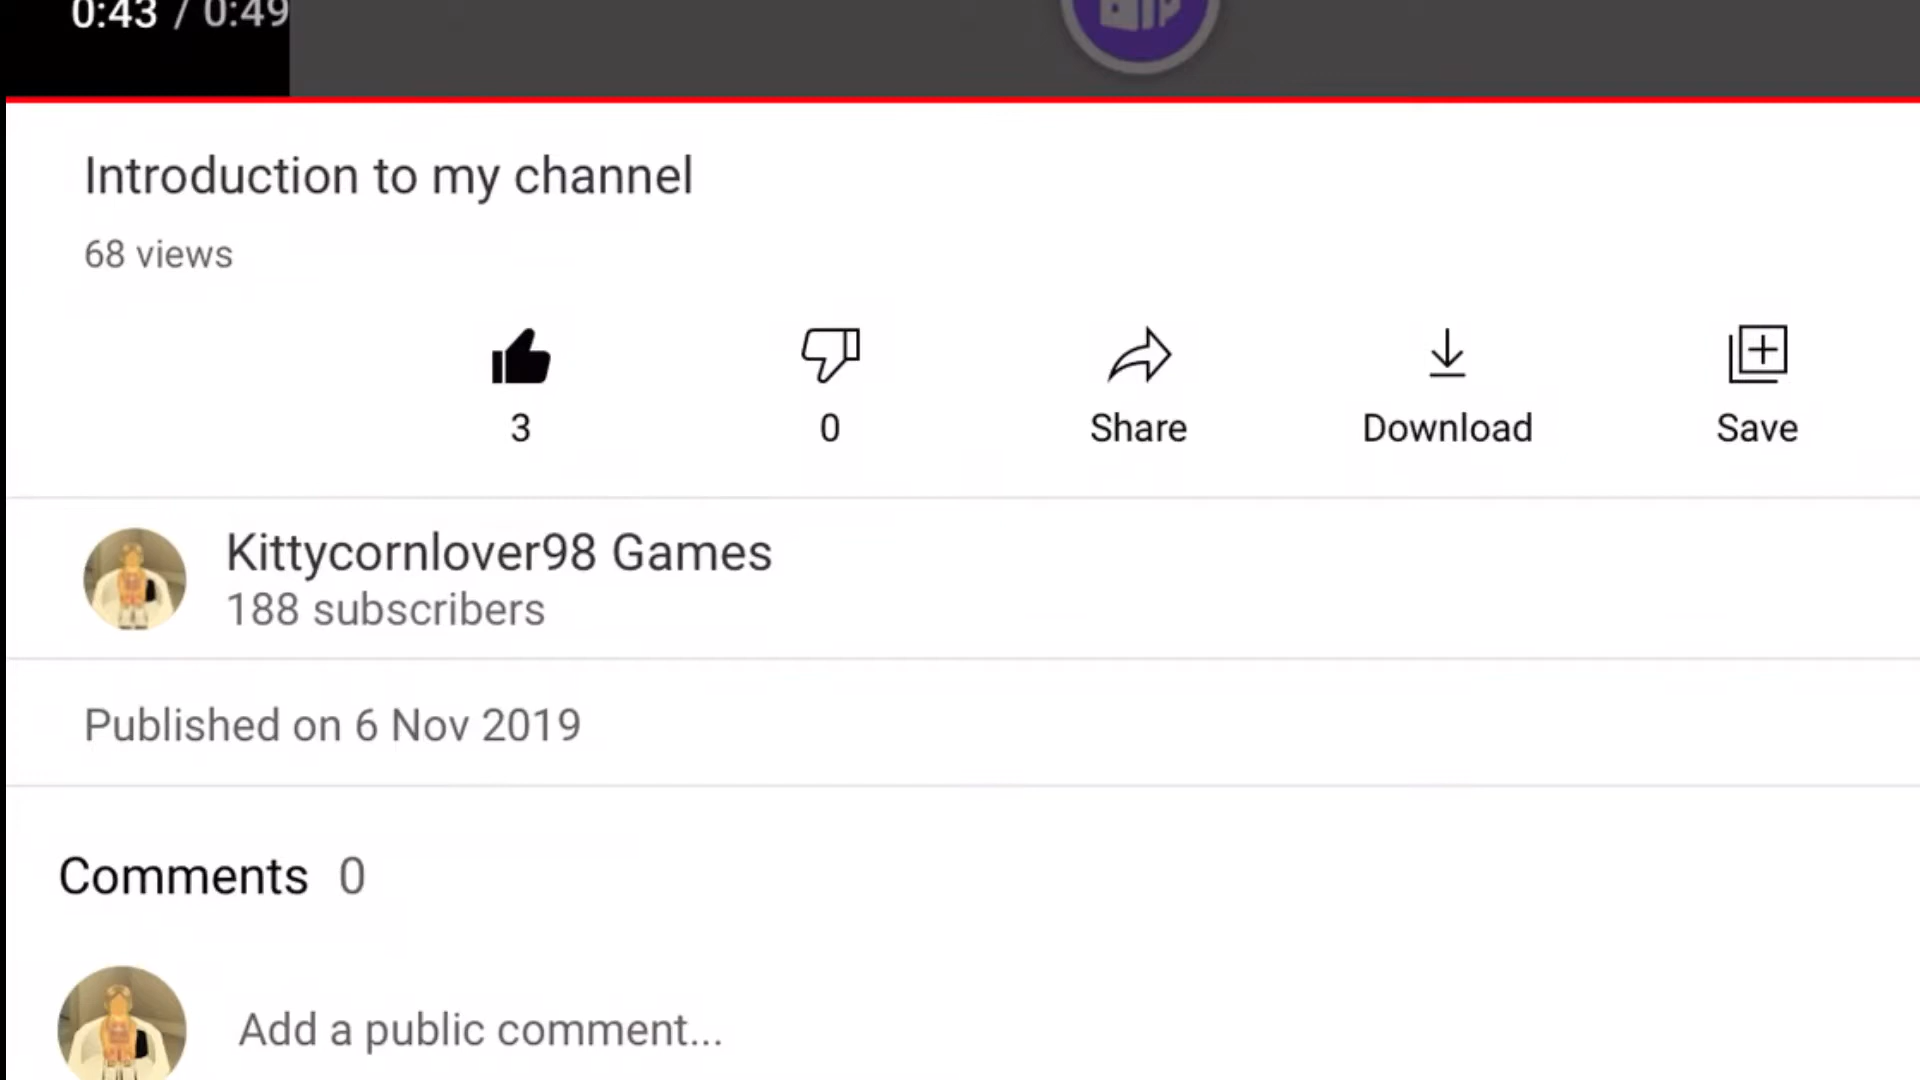 0:43 / 0:49
Introduction to my channel
68 views
3
0
Share
Download
Save
Kittycornlover98 Games
188 subscribers
Published on 6 Nov 2019
Comments 0
Add a public comment...